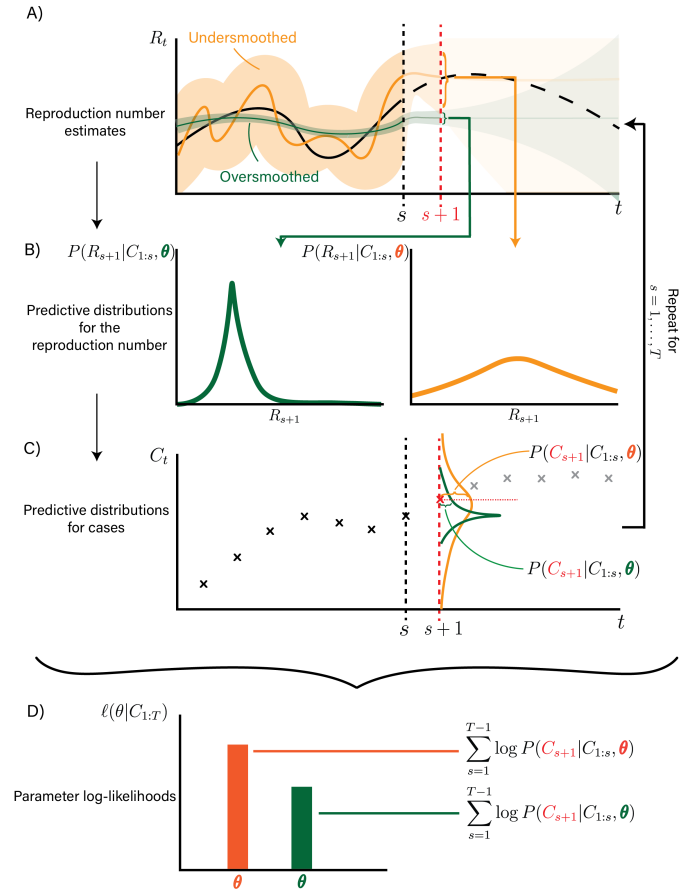 A)
R_t
Undersmoothed
Reproduction number
estimates
Oversmoothed
s
s + 1
t
B)
P(R_{s+1}|C_{1:s}, θ)
P(R_{s+1}|C_{1:s}, θ)
Predictive distributions
for the
reproduction number
R_{s+1}
R_{s+1}
Repeat for
s = 1, . . . , T
C)
C_t
P(C_{s+1}|C_{1:s}, θ)
Predictive distributions
for cases
P(C_{s+1}|C_{1:s}, θ)
s
s + 1
t
D)
ℓ(θ|C_{1:T})
\sum_{s=1}^{T-1} log P(C_{s+1}|C_{1:s}, θ)
Parameter log-likelihoods
\sum_{s=1}^{T-1} log P(C_{s+1}|C_{1:s}, θ)
θ
θ